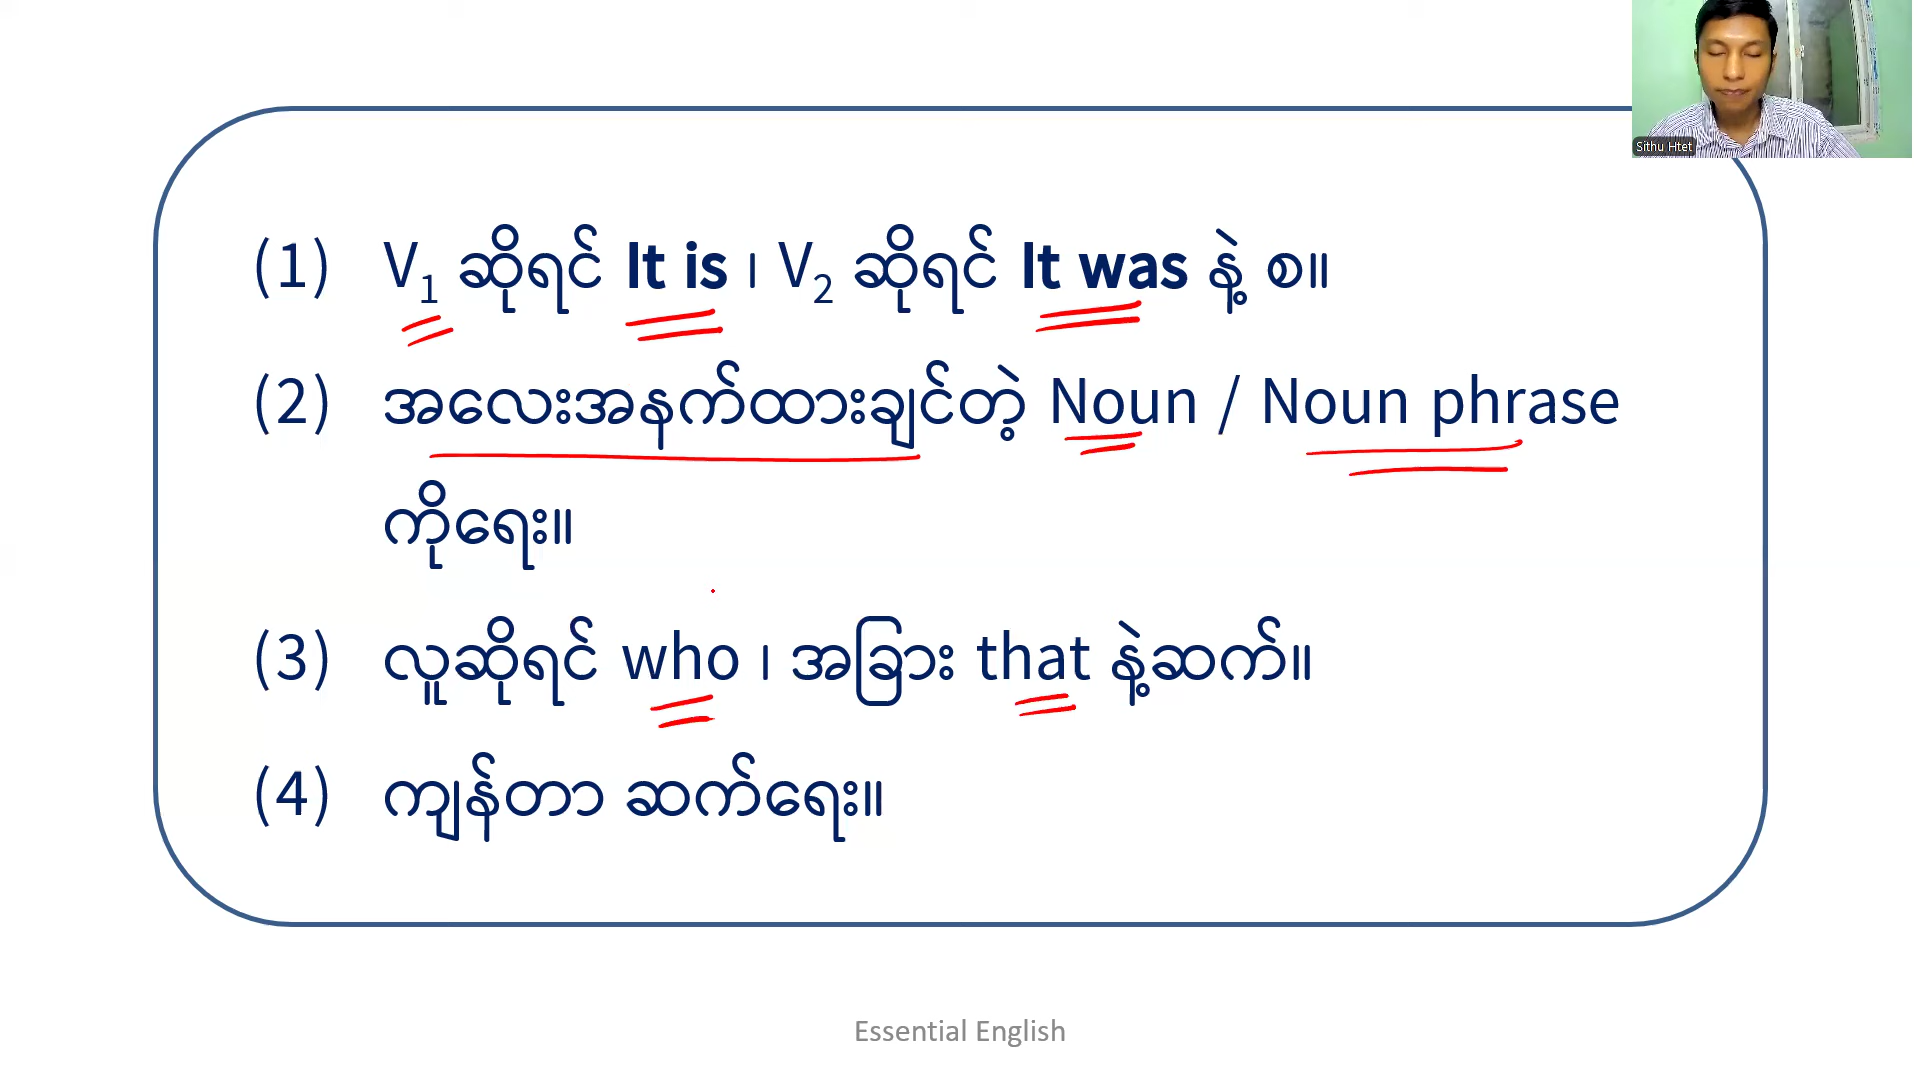 Sithu Htet
(1) V₁ ဆိုရင် It is ၊ V₂ ဆိုရင် It was နဲ့ စ။
(2) အလေးအနက်ထားချင်တဲ့ Noun / Noun phrase
ကိုရေး။
(3) လူဆိုရင် who ၊ အခြား that နဲ့ဆက်။
(4) ကျန်တာ ဆက်ရေး။
Essential English